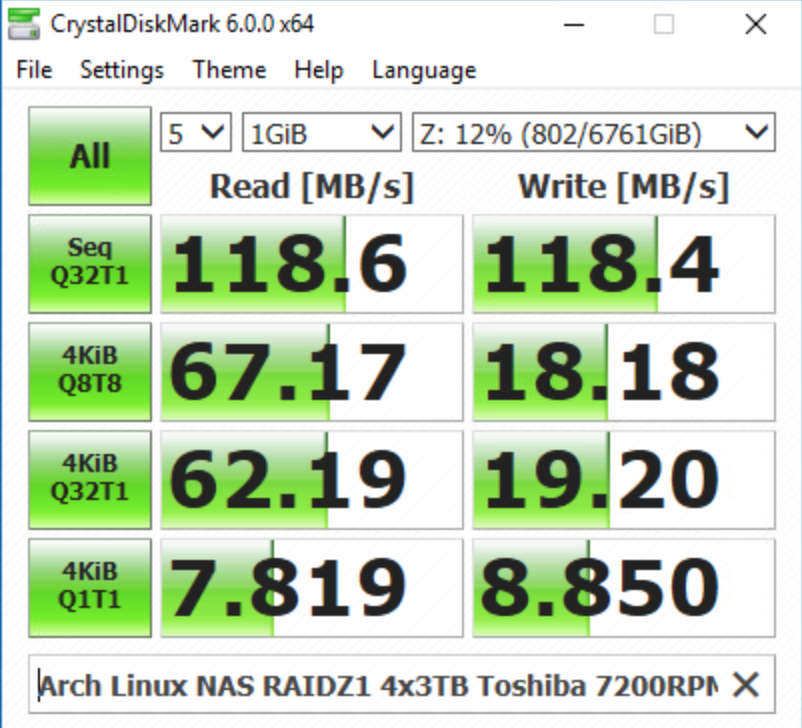 CrystalDiskMark 6.0.0 x64
File Settings Theme Help Language
All 5 1GiB Z: 12% (802/6761GiB)
Read [MB/s] Write [MB/s]
Seq
Q32T1 118.6 118.4
4KiB
Q8T8 67.17 18.18
4KiB
Q32T1 62.19 19.20
4KiB
Q1T1 7.819 8.850
Arch Linux NAS RAIDZ1 4x3TB Toshiba 7200RPM